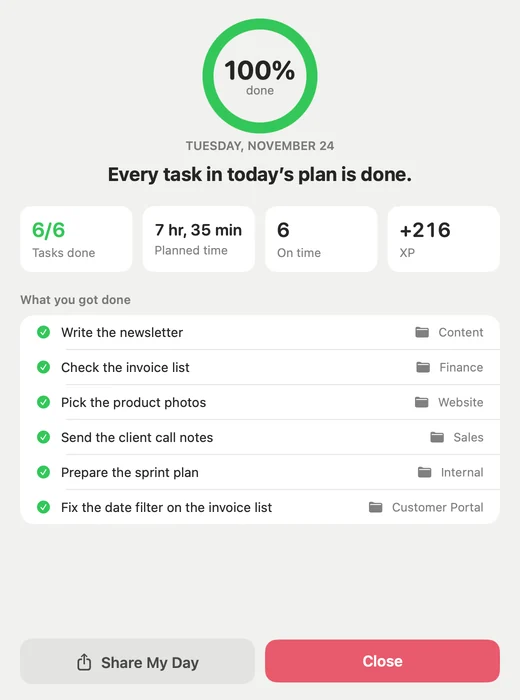 100%
done
TUESDAY, NOVEMBER 24
Every task in today's plan is done.
6/6
Tasks done
7 hr, 35 min
Planned time
6
On time
+216
XP
What you got done
Write the newsletter Content
Check the invoice list Finance
Pick the product photos Website
Send the client call notes Sales
Prepare the sprint plan Internal
Fix the date filter on the invoice list Customer Portal
Share My Day
Close